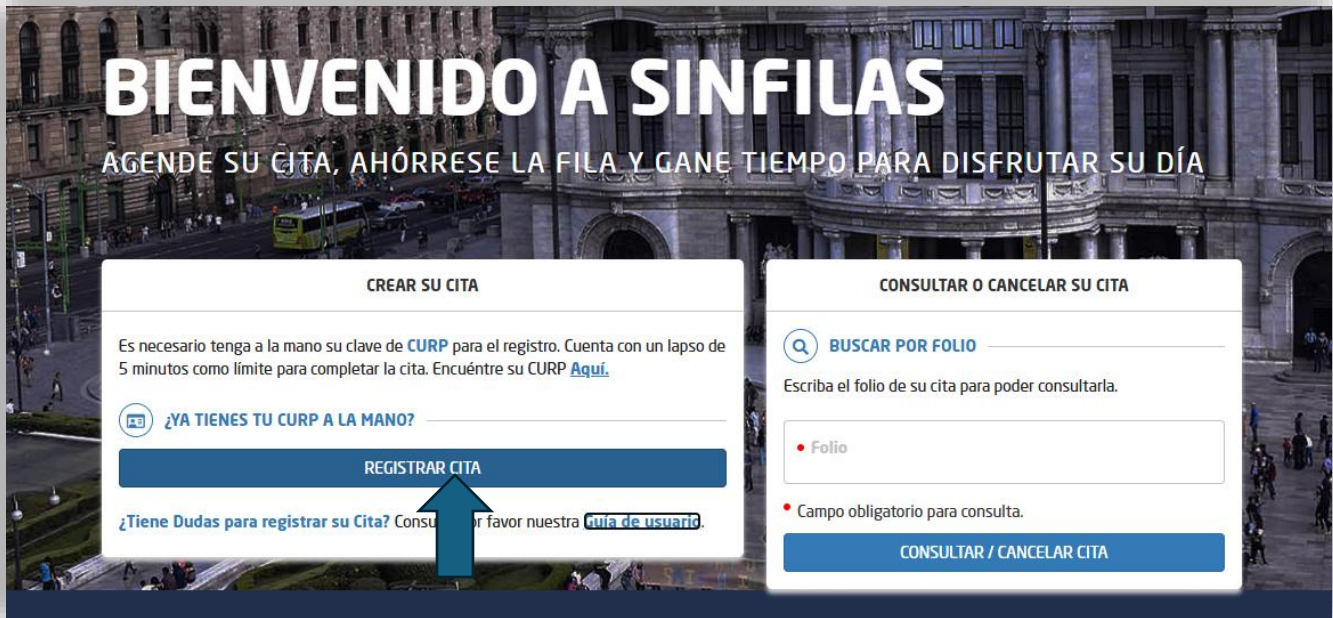 BIENVENIDO A SINFILAS
AGENDE SU CITA, AHÓRRESE LA FILA Y GANE TIEMPO PARA DISFRUTAR SU DÍA
CREAR SU CITA
Es necesario tenga a la mano su clave de CURP para el registro. Cuenta con un lapso de
5 minutos como límite para completar la cita. Encuéntre su CURP Aquí.
¿YA TIENES TU CURP A LA MANO?
REGISTRAR CITA
¿Tiene Dudas para registrar su Cita? Consu or favor nuestra Guía de usuario.
CONSULTAR O CANCELAR SU CITA
BUSCAR POR FOLIO
Escriba el folio de su cita para poder consultarla.
• Folio
• Campo obligatorio para consulta.
CONSULTAR / CANCELAR CITA